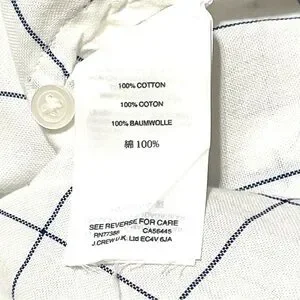 100% COTTON
100% COTON
100% BAUMWOLLE
綿 100%
SEE REVERSE FOR CARE
RN77388 CA56445
J.CREW U.K. Ltd EC4V 6JA